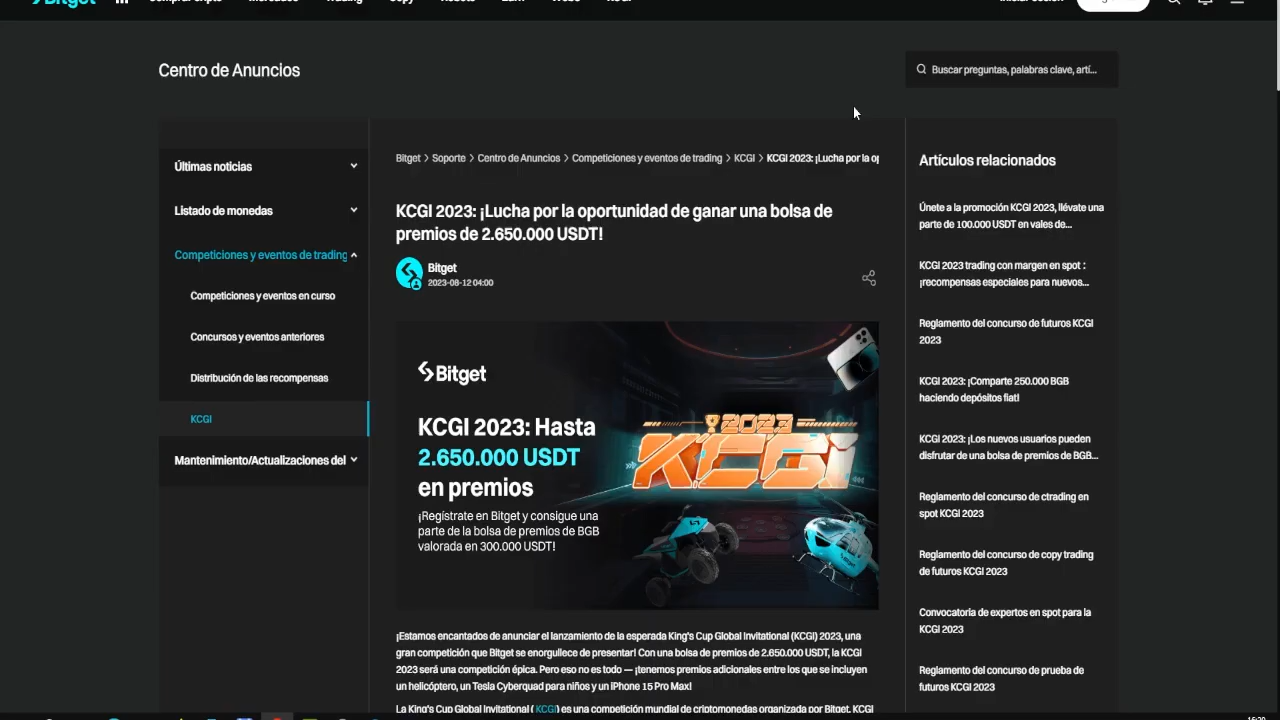 Bitget
Centro de Anuncios
Buscar preguntas, palabras clave, artí...
Últimas noticias
Listado de monedas
Competiciones y eventos de trading
Competiciones y eventos en curso
Concursos y eventos anteriores
Distribución de las recompensas
KCGI
Mantenimiento/Actualizaciones del
Bitget > Soporte > Centro de Anuncios > Competiciones y eventos de trading > KCGI > KCGI 2023: ¡Lucha por la op
KCGI 2023: ¡Lucha por la oportunidad de ganar una bolsa de
premios de 2.650.000 USDT!
Bitget
2023-08-12 04:00
Bitget
KCGI 2023: Hasta
2.650.000 USDT
en premios
¡Regístrate en Bitget y consigue una
parte de la bolsa de premios de BGB
valorada en 300.000 USDT!
2023
KCGI
Bitget
¡Estamos encantados de anunciar el lanzamiento de la esperada King's Cup Global Invitational (KCGI) 2023, una
gran competición que Bitget se enorgullece de presentar! Con una bolsa de premios de 2.650.000 USDT, la KCGI
2023 será una competición épica. Pero eso no es todo — ¡tenemos premios adicionales entre los que se incluyen
un helicóptero, un Tesla Cyberquad para niños y un iPhone 15 Pro Max!
La King's Cup Global Invitational ( KCGI) es una competición mundial de criptomonedas organizada por Bitget. KCGI
Artículos relacionados
Únete a la promoción KCGI 2023, llévate una
parte de 100.000 USDT en vales de...
KCGI 2023 trading con margen en spot :
¡recompensas especiales para nuevos...
Reglamento del concurso de futuros KCGI
2023
KCGI 2023: ¡Comparte 250.000 BGB
haciendo depósitos fiat!
KCGI 2023: ¡Los nuevos usuarios pueden
disfrutar de una bolsa de premios de BGB...
Reglamento del concurso de ctrading en
spot KCGI 2023
Reglamento del concurso de copy trading
de futuros KCGI 2023
Convocatoria de expertos en spot para la
KCGI 2023
Reglamento del concurso de prueba de
futuros KCGI 2023